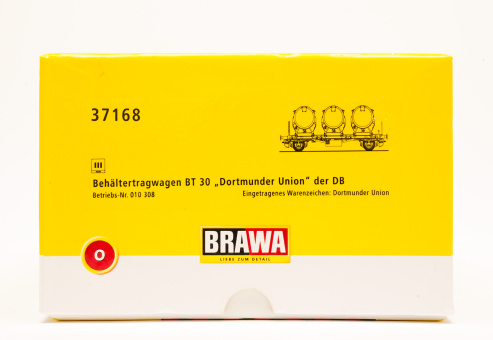 37168
III
Behältertragwagen BT 30 „Dortmunder Union" der DB
Betriebs-Nr. 010 308
Eingetragenes Warenzeichen: Dortmunder Union
BRAWA
LIEBE ZUM DETAIL
O